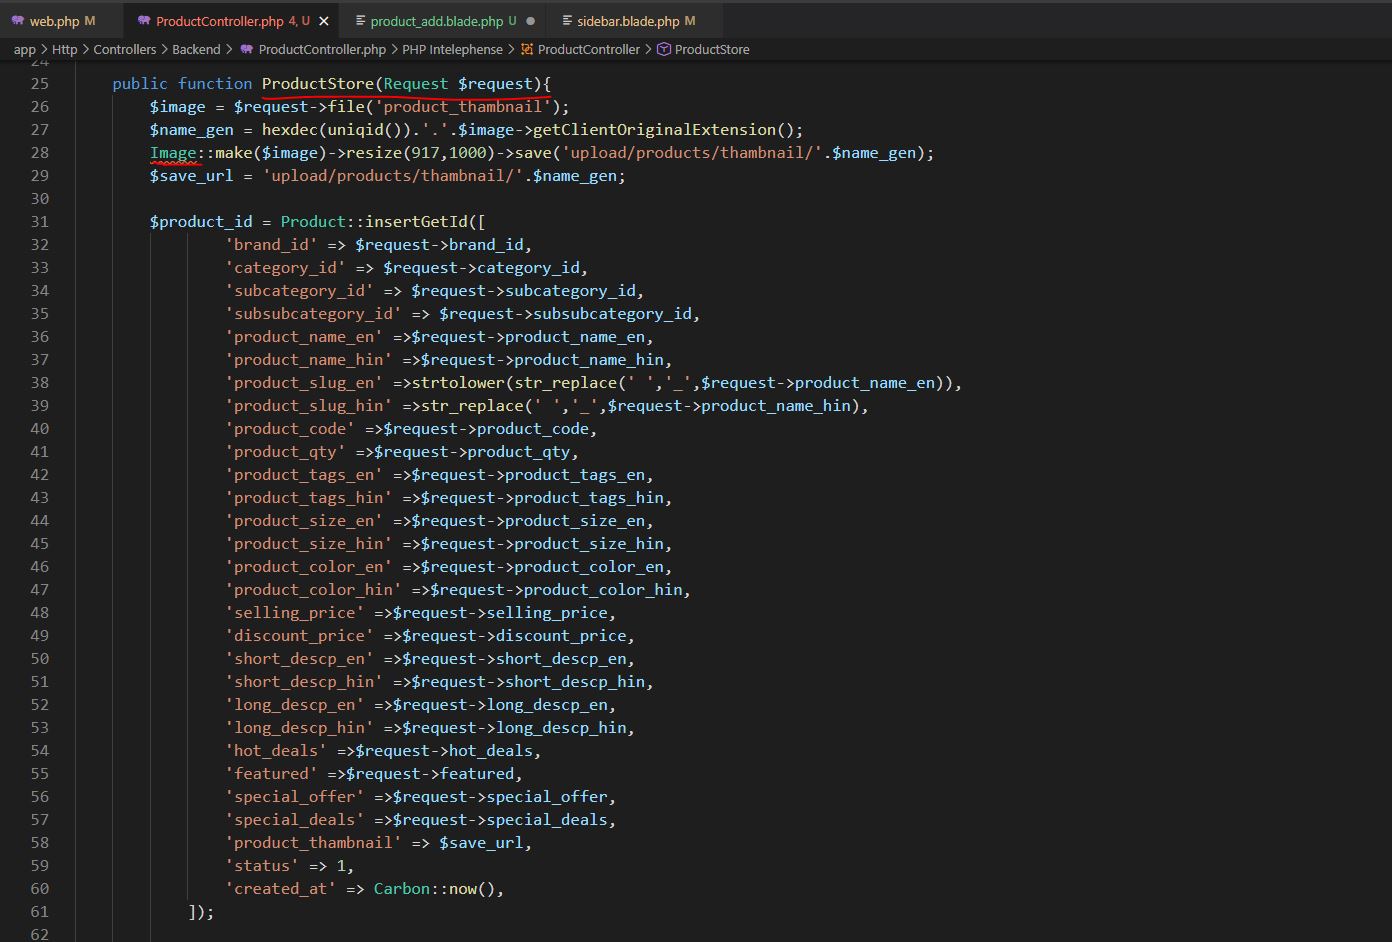 web.php M ProductController.php 4, U × product_add.blade.php U ● sidebar.blade.php M
app > Http > Controllers > Backend > ProductController.php > PHP Intelephense > ProductController > ProductStore
24
25 public function ProductStore(Request $request){
26 $image = $request->file('product_thambnail');
27 $name_gen = hexdec(uniqid()).'.'.$image->getClientOriginalExtension();
28 Image::make($image)->resize(917,1000)->save('upload/products/thambnail/'.$name_gen);
29 $save_url = 'upload/products/thambnail/'.$name_gen;
30
31 $product_id = Product::insertGetId([
32 'brand_id' => $request->brand_id,
33 'category_id' => $request->category_id,
34 'subcategory_id' => $request->subcategory_id,
35 'subsubcategory_id' => $request->subsubcategory_id,
36 'product_name_en' =>$request->product_name_en,
37 'product_name_hin' =>$request->product_name_hin,
38 'product_slug_en' =>strtolower(str_replace(' ','_',$request->product_name_en)),
39 'product_slug_hin' =>str_replace(' ','_',$request->product_name_hin),
40 'product_code' =>$request->product_code,
41 'product_qty' =>$request->product_qty,
42 'product_tags_en' =>$request->product_tags_en,
43 'product_tags_hin' =>$request->product_tags_hin,
44 'product_size_en' =>$request->product_size_en,
45 'product_size_hin' =>$request->product_size_hin,
46 'product_color_en' =>$request->product_color_en,
47 'product_color_hin' =>$request->product_color_hin,
48 'selling_price' =>$request->selling_price,
49 'discount_price' =>$request->discount_price,
50 'short_descp_en' =>$request->short_descp_en,
51 'short_descp_hin' =>$request->short_descp_hin,
52 'long_descp_en' =>$request->long_descp_en,
53 'long_descp_hin' =>$request->long_descp_hin,
54 'hot_deals' =>$request->hot_deals,
55 'featured' =>$request->featured,
56 'special_offer' =>$request->special_offer,
57 'special_deals' =>$request->special_deals,
58 'product_thambnail' => $save_url,
59 'status' => 1,
60 'created_at' => Carbon::now(),
61 ]);
62